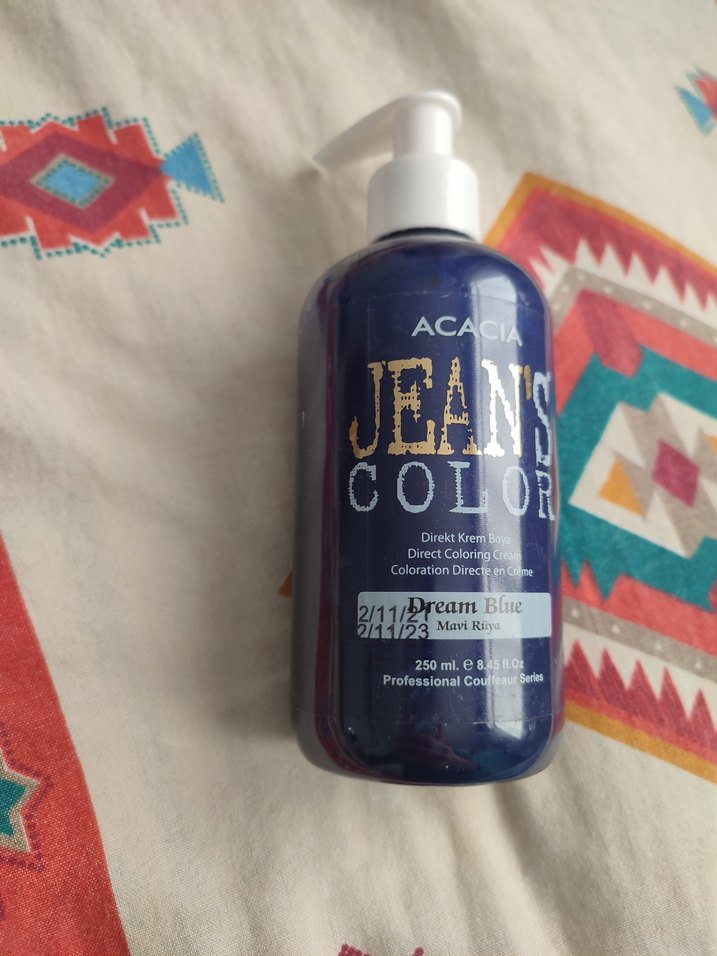 ACACIA
JEAN'S
COLOR
Direkt Krem Boya
Direct Coloring Cream
Coloration Directe en Crème
Dream Blue
Mavi Rüya
2/11/21
2/11/23
250 ml. ℮ 8.45 fl.Oz
Professional Couffeaur Series